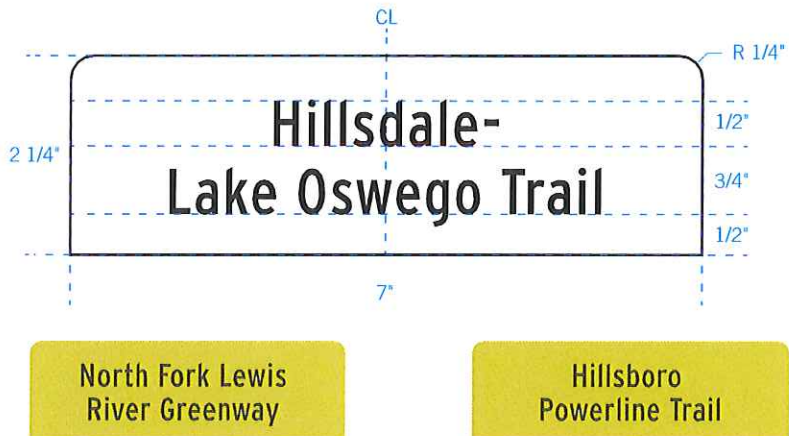 CL
R 1/4"
Hillsdale-
1/2"
2 1/4"
Lake Oswego Trail
3/4"
1/2"
7"
North Fork Lewis
River Greenway
Hillsboro
Powerline Trail